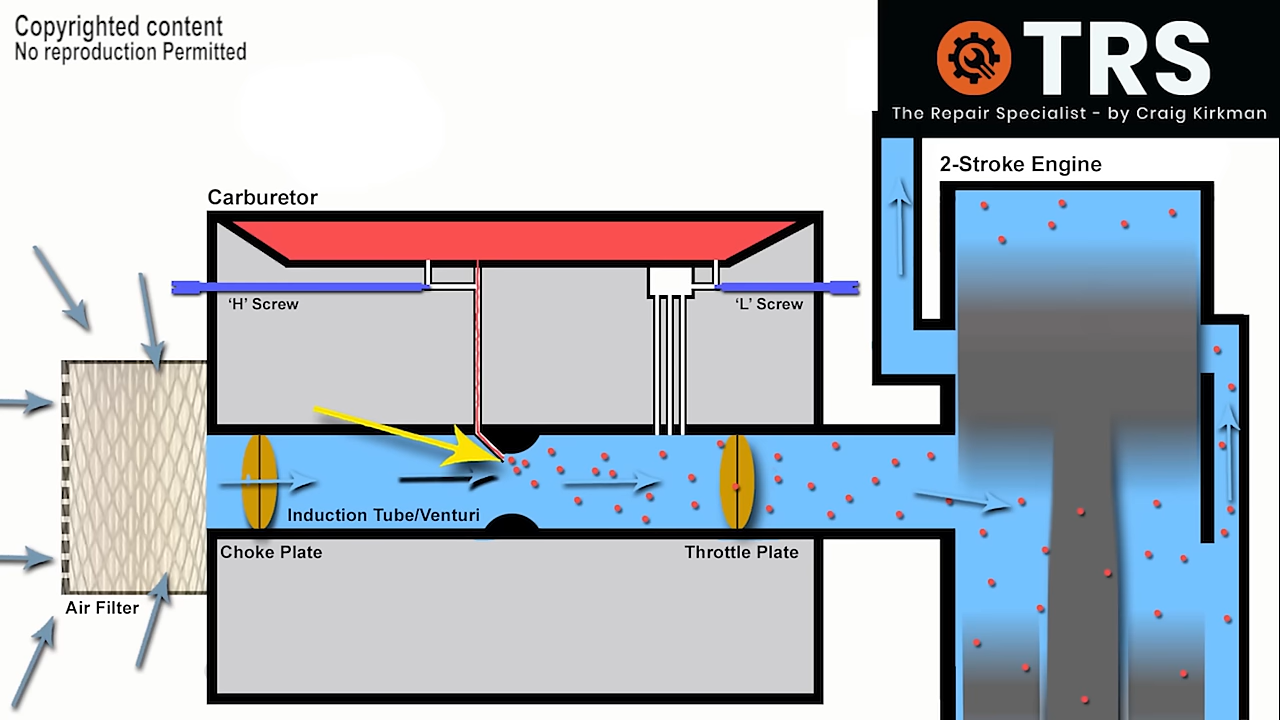 Copyrighted content
No reproduction Permitted
TRS
The Repair Specialist - by Craig Kirkman
2-Stroke Engine
Carburetor
‘H’ Screw
‘L’ Screw
Induction Tube/Venturi
Choke Plate
Throttle Plate
Air Filter